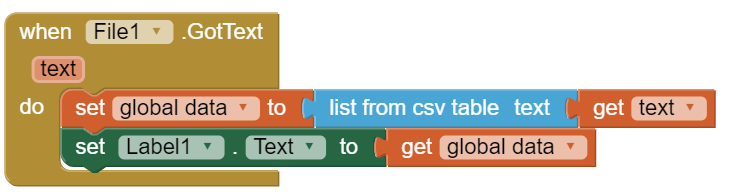 when File1 .GotText
text
do set global data to list from csv table text get text
set Label1 . Text to get global data